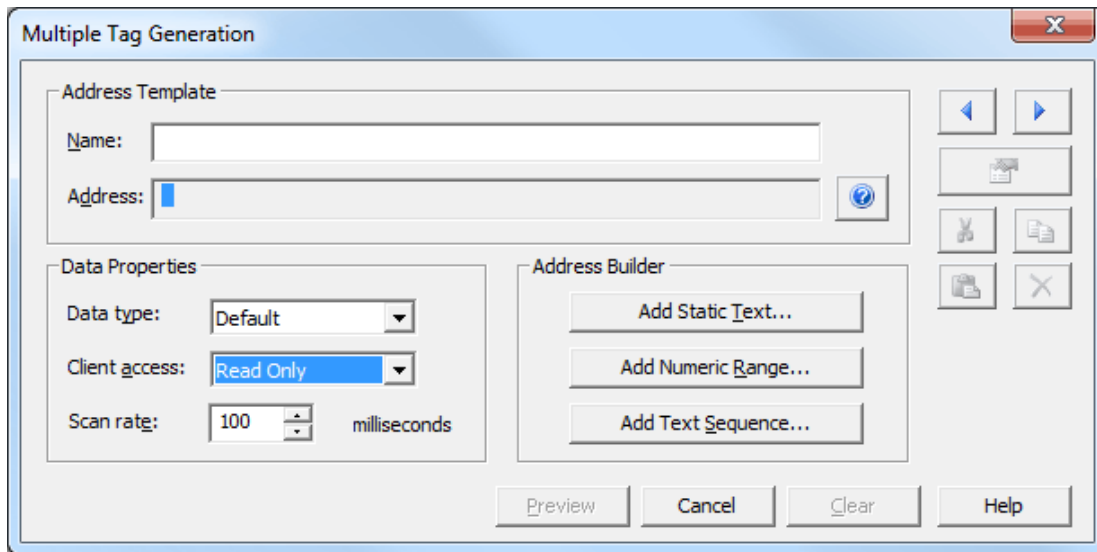 Multiple Tag Generation
Address Template
Name:
Address:
Data Properties
Data type: Default
Client access: Read Only
Scan rate: 100 milliseconds
Address Builder
Add Static Text...
Add Numeric Range...
Add Text Sequence...
Preview Cancel Clear Help